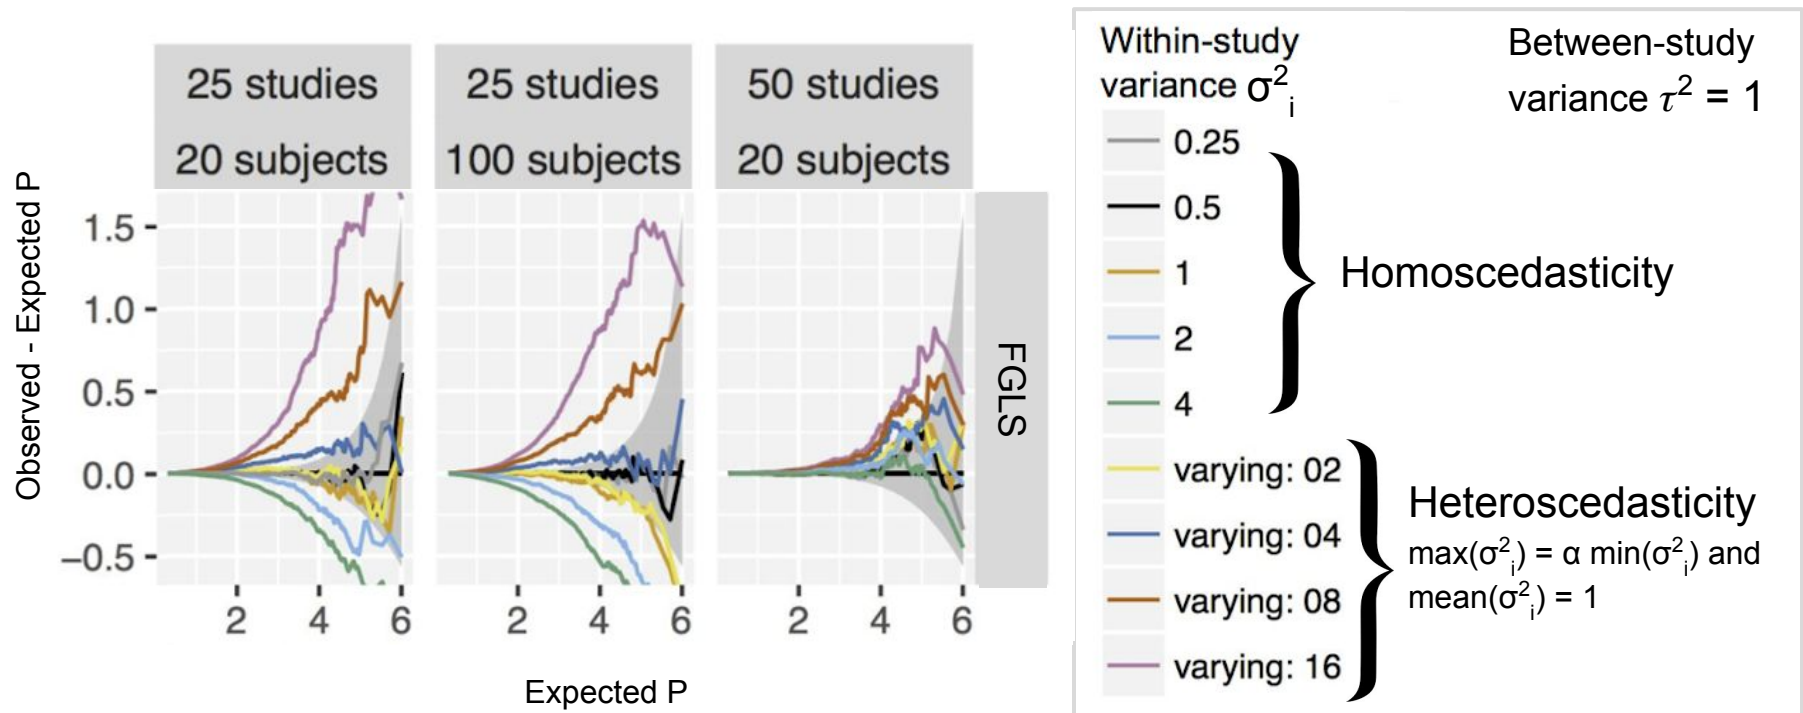 25 studies
20 subjects
25 studies
100 subjects
50 studies
20 subjects
Observed - Expected P
1.5
1.0
0.5
0.0
−0.5
2 4 6
2 4 6
2 4 6
Expected P
FGLS
Within-study
variance σ²ᵢ
Between-study
variance τ² = 1
0.25
0.5
1
2
4
Homoscedasticity
varying: 02
varying: 04
varying: 08
varying: 16
Heteroscedasticity
max(σ²ᵢ) = α min(σ²ᵢ) and
mean(σ²ᵢ) = 1